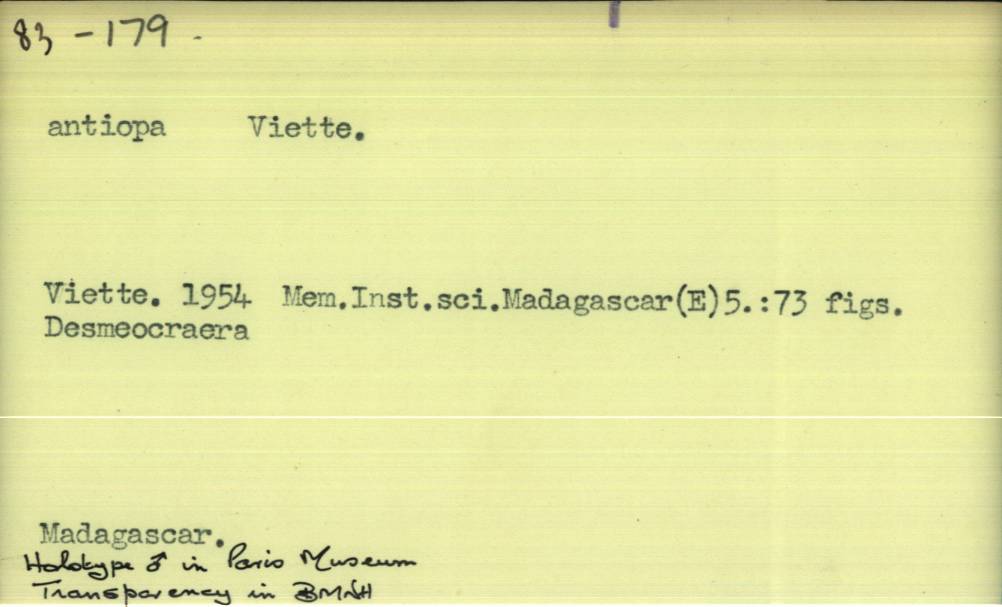 83 -179 .
antiopa Viette.
Viette. 1954 Mem.Inst.sci.Madagascar(E)5.:73 figs.
Desmeocraera
Madagascar.
Holotype ♂ in Paris Museum
Transparency in BMNH